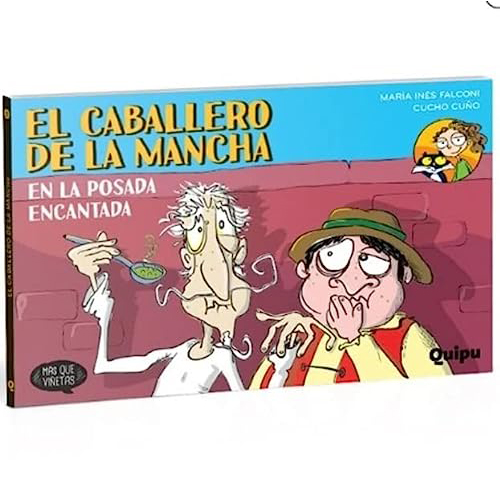 MARÍA INÉS FALCONI
CUCHO CUÑO
EL CABALLERO
DE LA MANCHA
EN LA POSADA
ENCANTADA
MÁS QUE
VIÑETAS
Quipu
EL CABALLERO DE LA MANCHA
Q